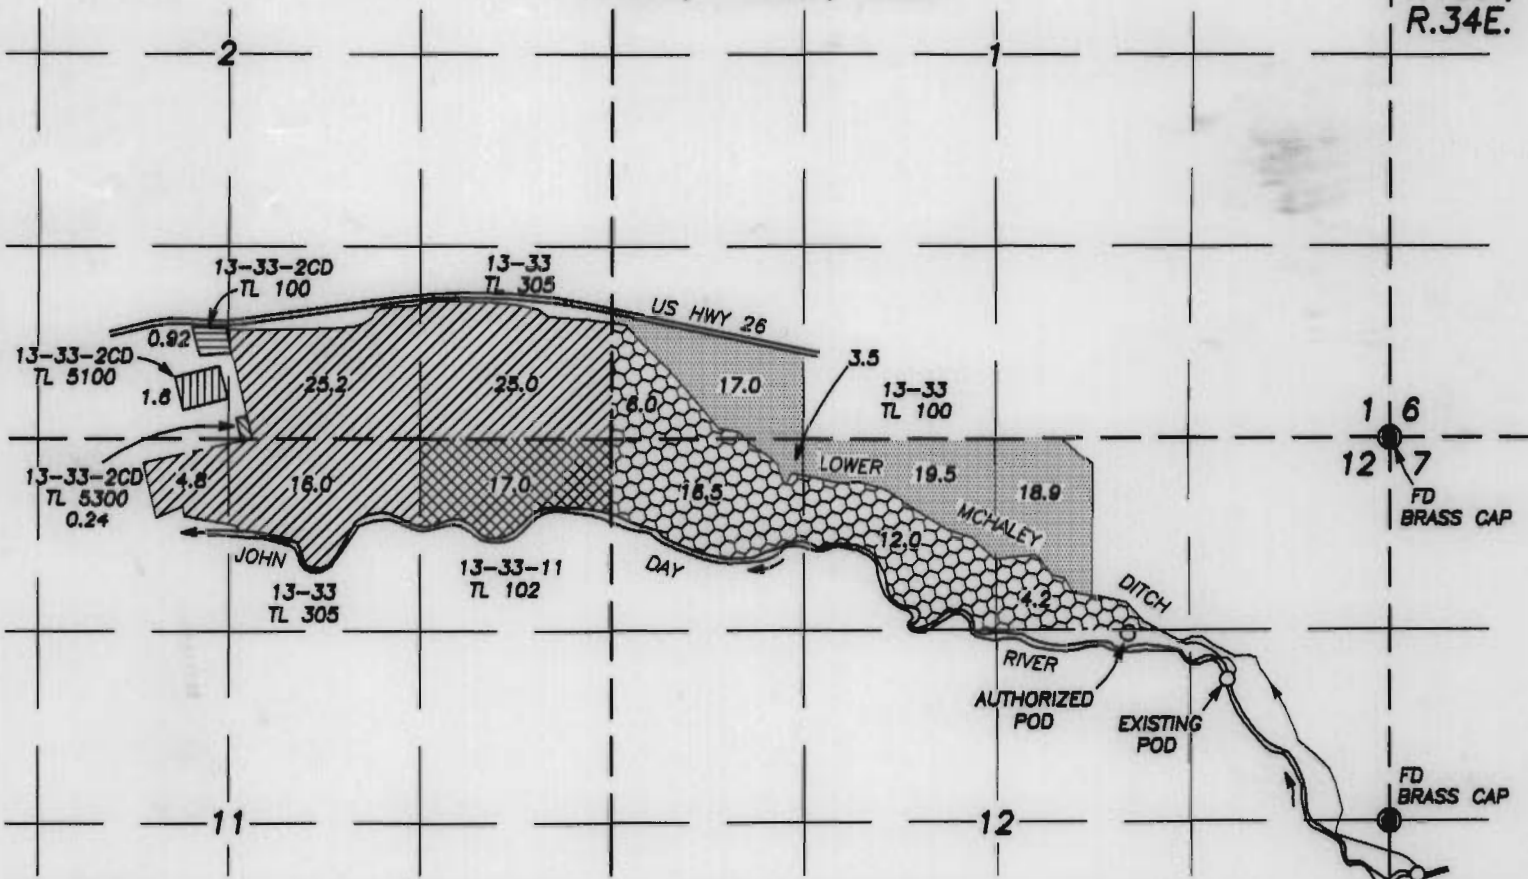 R.34E.
2
1
13-33-2CD
TL 100
13-33
TL 305
US HWY 26
0.92
13-33-2CD
TL 5100
3.5
25.2
25.0
17.0
1.6
6.0
13-33
TL 100
1 6
12 7
LOWER
19.5
18.9
FD
BRASS CAP
13-33-2CD
TL 5300
0.24
4.8
16.0
17.0
16.5
MCHALEY
12.0
JOHN
DAY
13-33
TL 305
13-33-11
TL 102
4.2
DITCH
RIVER
AUTHORIZED
POD
EXISTING
POD
FD
BRASS CAP
11
12